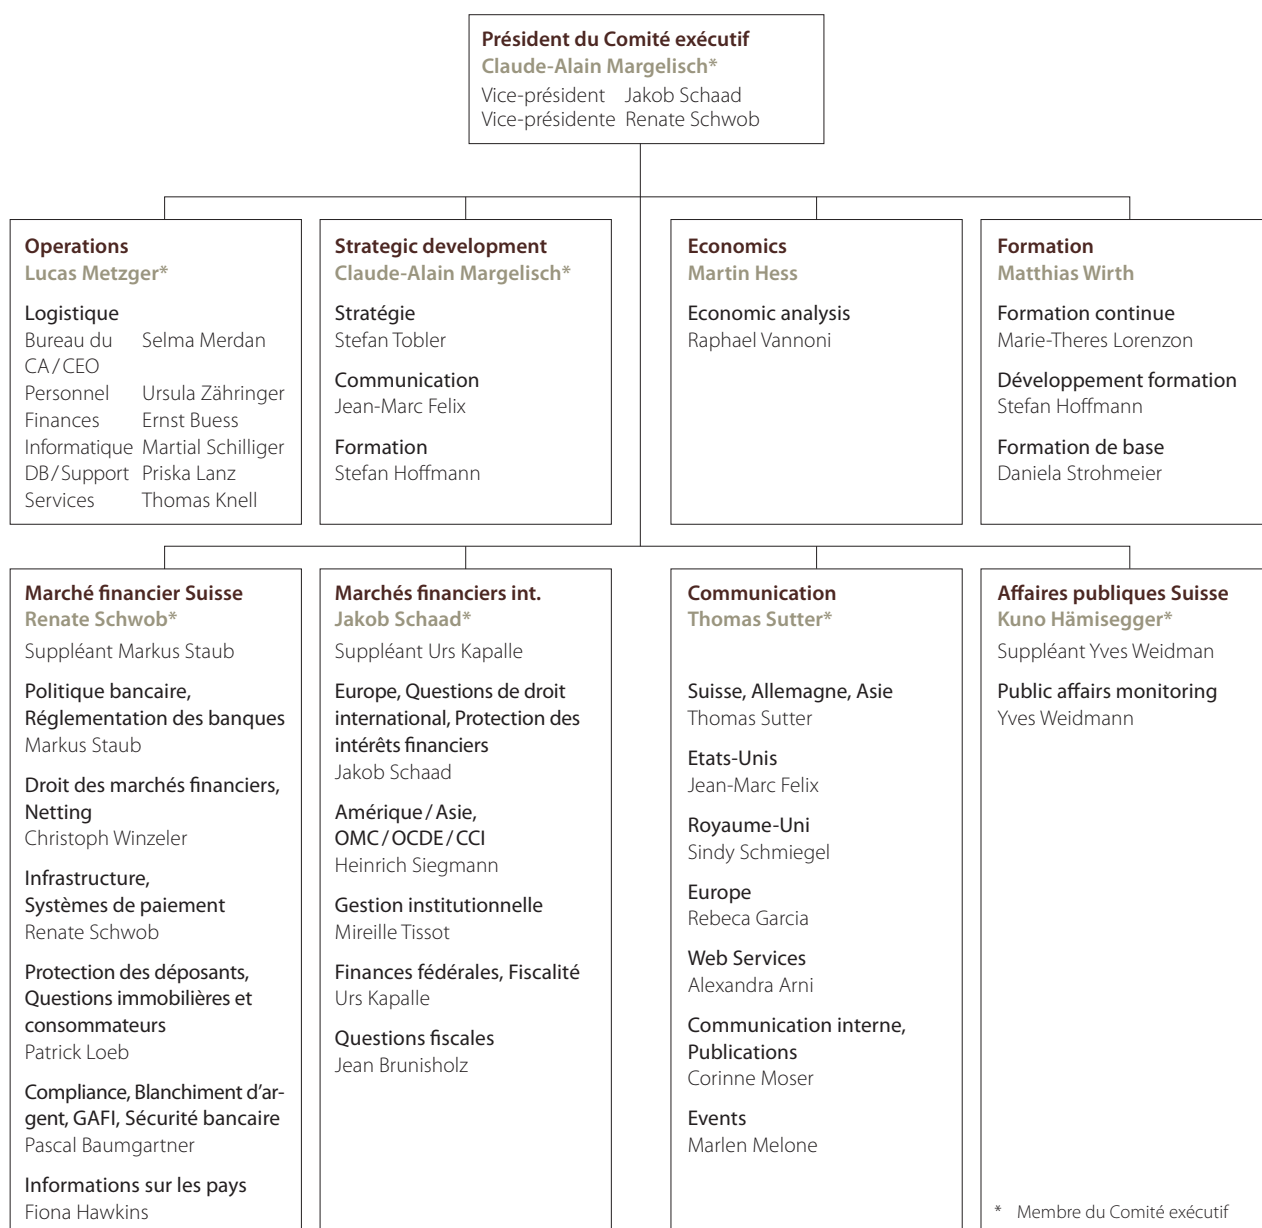 Président du Comité exécutif
Claude-Alain Margelisch*
Vice-président Jakob Schaad
Vice-présidente Renate Schwob
Operations
Lucas Metzger*
Logistique
Bureau du Selma Merdan
CA/CEO
Personnel Ursula Zähringer
Finances Ernst Buess
Informatique Martial Schilliger
DB/Support Priska Lanz
Services Thomas Knell
Strategic development
Claude-Alain Margelisch*
Stratégie
Stefan Tobler
Communication
Jean-Marc Felix
Formation
Stefan Hoffmann
Economics
Martin Hess
Economic analysis
Raphael Vannoni
Formation
Matthias Wirth
Formation continue
Marie-Theres Lorenzon
Développement formation
Stefan Hoffmann
Formation de base
Daniela Strohmeier
Marché financier Suisse
Renate Schwob*
Suppléant Markus Staub
Politique bancaire,
Réglementation des banques
Markus Staub
Droit des marchés financiers,
Netting
Christoph Winzeler
Infrastructure,
Systèmes de paiement
Renate Schwob
Protection des déposants,
Questions immobilières et
consommateurs
Patrick Loeb
Compliance, Blanchiment d'ar-
gent, GAFI, Sécurité bancaire
Pascal Baumgartner
Informations sur les pays
Fiona Hawkins
Marchés financiers int.
Jakob Schaad*
Suppléant Urs Kapalle
Europe, Questions de droit
international, Protection des
intérêts financiers
Jakob Schaad
Amérique/Asie,
OMC/OCDE/CCI
Heinrich Siegmann
Gestion institutionnelle
Mireille Tissot
Finances fédérales, Fiscalité
Urs Kapalle
Questions fiscales
Jean Brunisholz
Communication
Thomas Sutter*
Suisse, Allemagne, Asie
Thomas Sutter
Etats-Unis
Jean-Marc Felix
Royaume-Uni
Sindy Schmiegel
Europe
Rebeca Garcia
Web Services
Alexandra Arni
Communication interne,
Publications
Corinne Moser
Events
Marlen Melone
Affaires publiques Suisse
Kuno Hämisegger*
Suppléant Yves Weidman
Public affairs monitoring
Yves Weidmann
* Membre du Comité exécutif